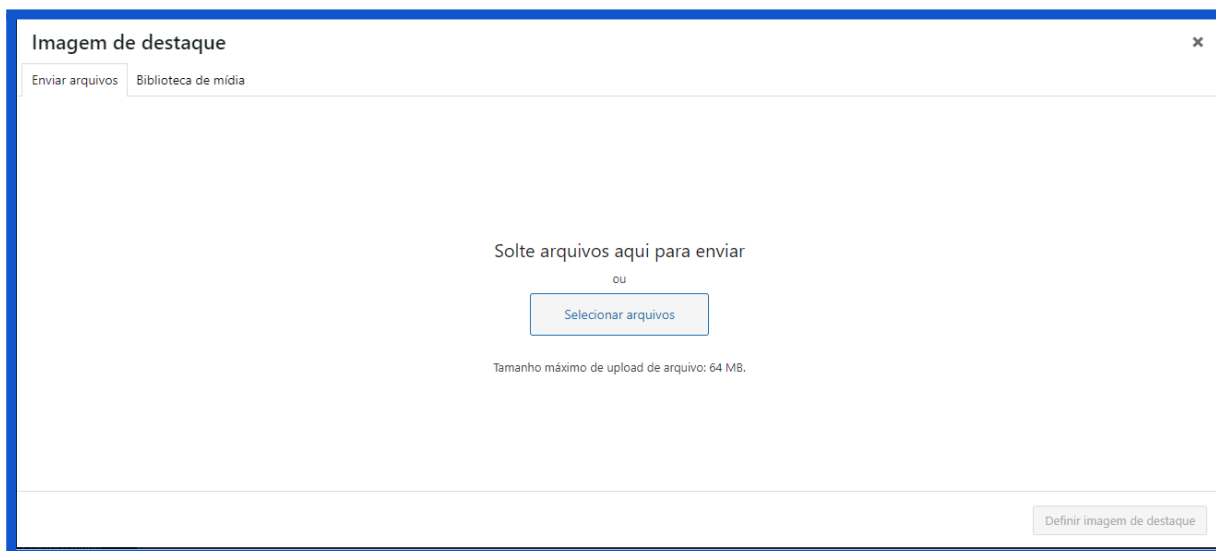 Imagem de destaque
×
Enviar arquivos Biblioteca de mídia
Solte arquivos aqui para enviar
ou
Selecionar arquivos
Tamanho máximo de upload de arquivo: 64 MB.
Definir imagem de destaque